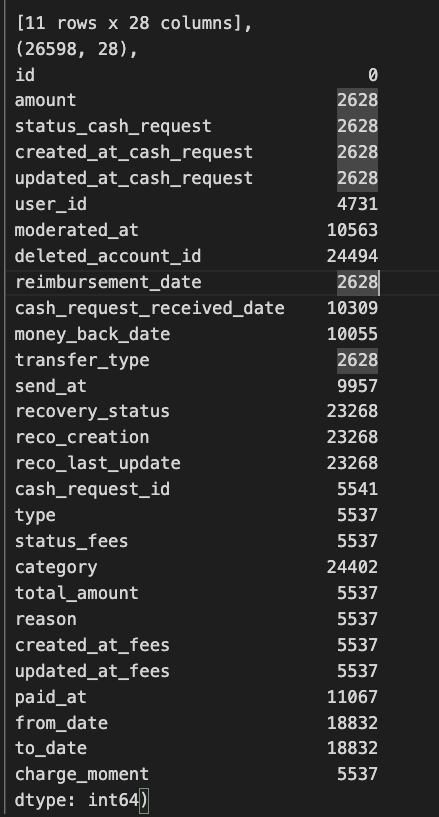 [11 rows x 28 columns],
(26598, 28),
id 0
amount 2628
status_cash_request 2628
created_at_cash_request 2628
updated_at_cash_request 2628
user_id 4731
moderated_at 10563
deleted_account_id 24494
reimbursement_date 2628
cash_request_received_date 10309
money_back_date 10055
transfer_type 2628
send_at 9957
recovery_status 23268
reco_creation 23268
reco_last_update 23268
cash_request_id 5541
type 5537
status_fees 5537
category 24402
total_amount 5537
reason 5537
created_at_fees 5537
updated_at_fees 5537
paid_at 11067
from_date 18832
to_date 18832
charge_moment 5537
dtype: int64)